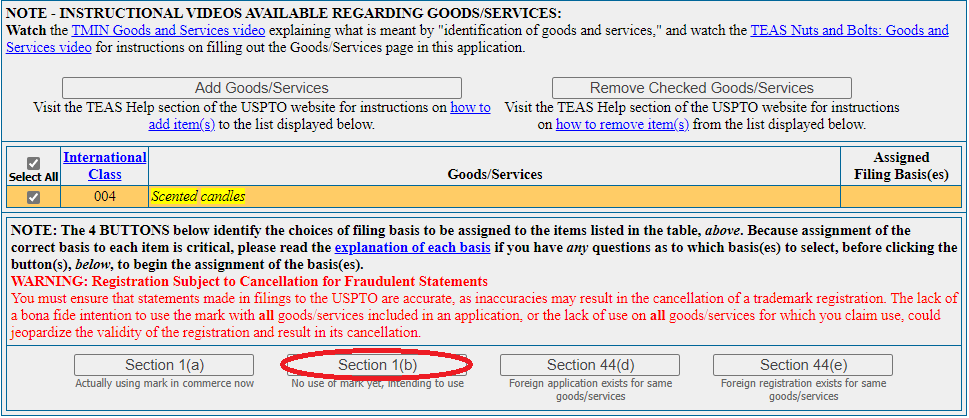 NOTE - INSTRUCTIONAL VIDEOS AVAILABLE REGARDING GOODS/SERVICES:
Watch the TMIN Goods and Services video explaining what is meant by "identification of goods and services," and watch the TEAS Nuts and Bolts: Goods and
Services video for instructions on filling out the Goods/Services page in this application.
Add Goods/Services
Visit the TEAS Help section of the USPTO website for instructions on how to
add item(s) to the list displayed below.
Remove Checked Goods/Services
Visit the TEAS Help section of the USPTO website for instructions
on how to remove item(s) from the list displayed below.
Select All
International
Class
Goods/Services
Assigned
Filing Basis(es)
004
Scented candles
NOTE: The 4 BUTTONS below identify the choices of filing basis to be assigned to the items listed in the table, above. Because assignment of the
correct basis to each item is critical, please read the explanation of each basis if you have any questions as to which basis(es) to select, before clicking the
button(s), below, to begin the assignment of the basis(es).
WARNING: Registration Subject to Cancellation for Fraudulent Statements
You must ensure that statements made in filings to the USPTO are accurate, as inaccuracies may result in the cancellation of a trademark registration. The lack of
a bona fide intention to use the mark with all goods/services included in an application, or the lack of use on all goods/services for which you claim use, could
jeopardize the validity of the registration and result in its cancellation.
Section 1(a)
Actually using mark in commerce now
Section 1(b)
No use of mark yet, intending to use
Section 44(d)
Foreign application exists for same
goods/services
Section 44(e)
Foreign registration exists for same
goods/services